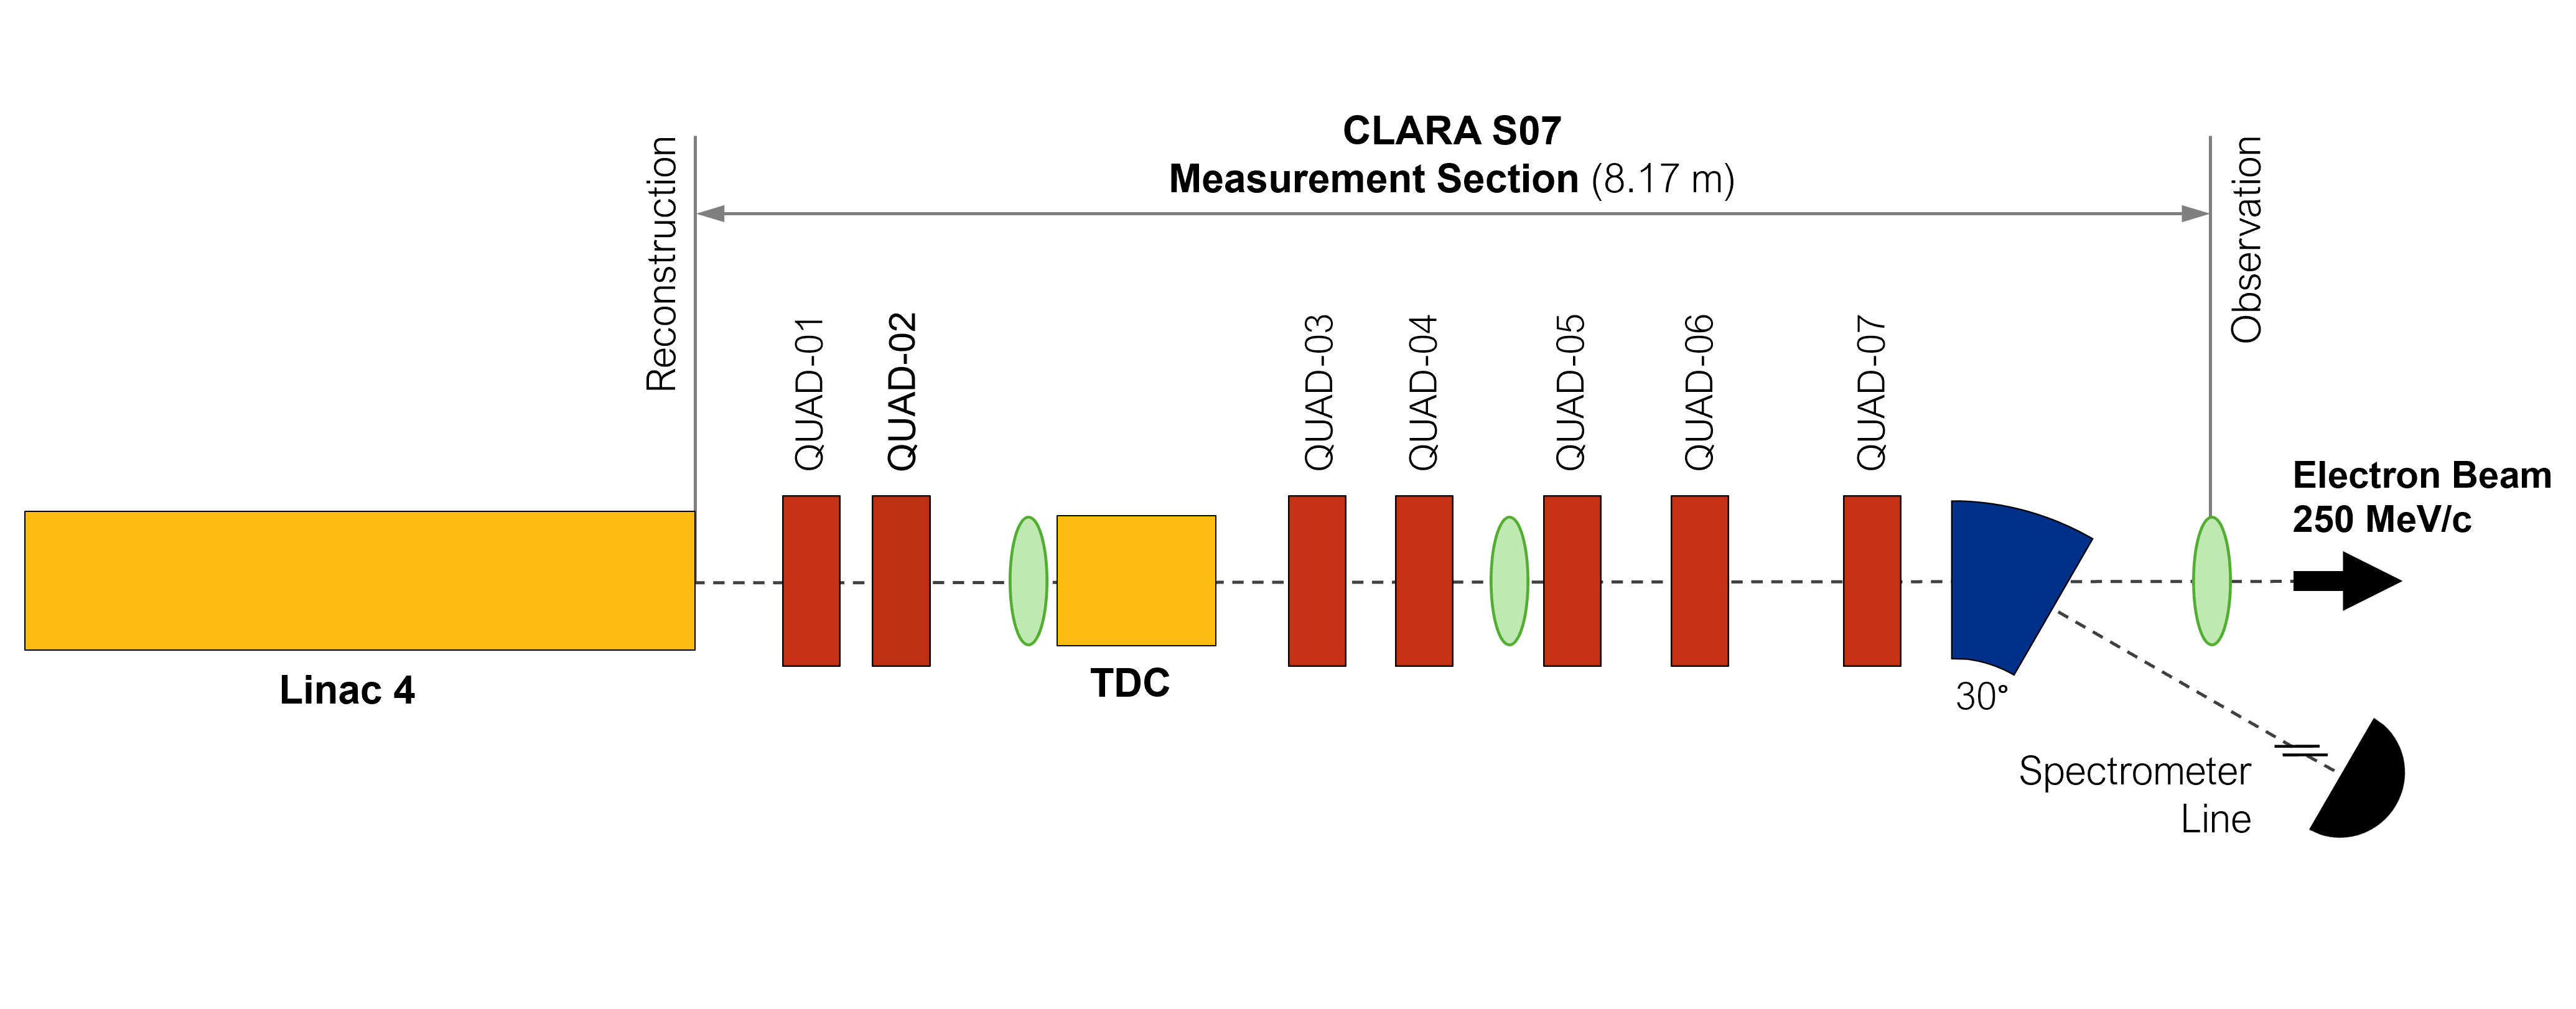 CLARA S07
Measurement Section (8.17 m)
Reconstruction
Observation
QUAD-01
QUAD-02
QUAD-03
QUAD-04
QUAD-05
QUAD-06
QUAD-07
Electron Beam
250 MeV/c
Linac 4
TDC
30°
Spectrometer
Line